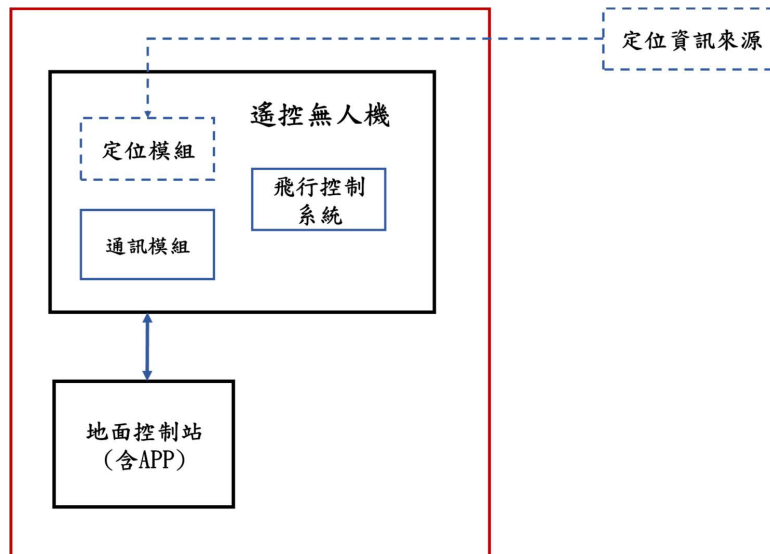 定位資訊來源
遙控無人機
定位模組
飛行控制
系統
通訊模組
地面控制站
(含APP)